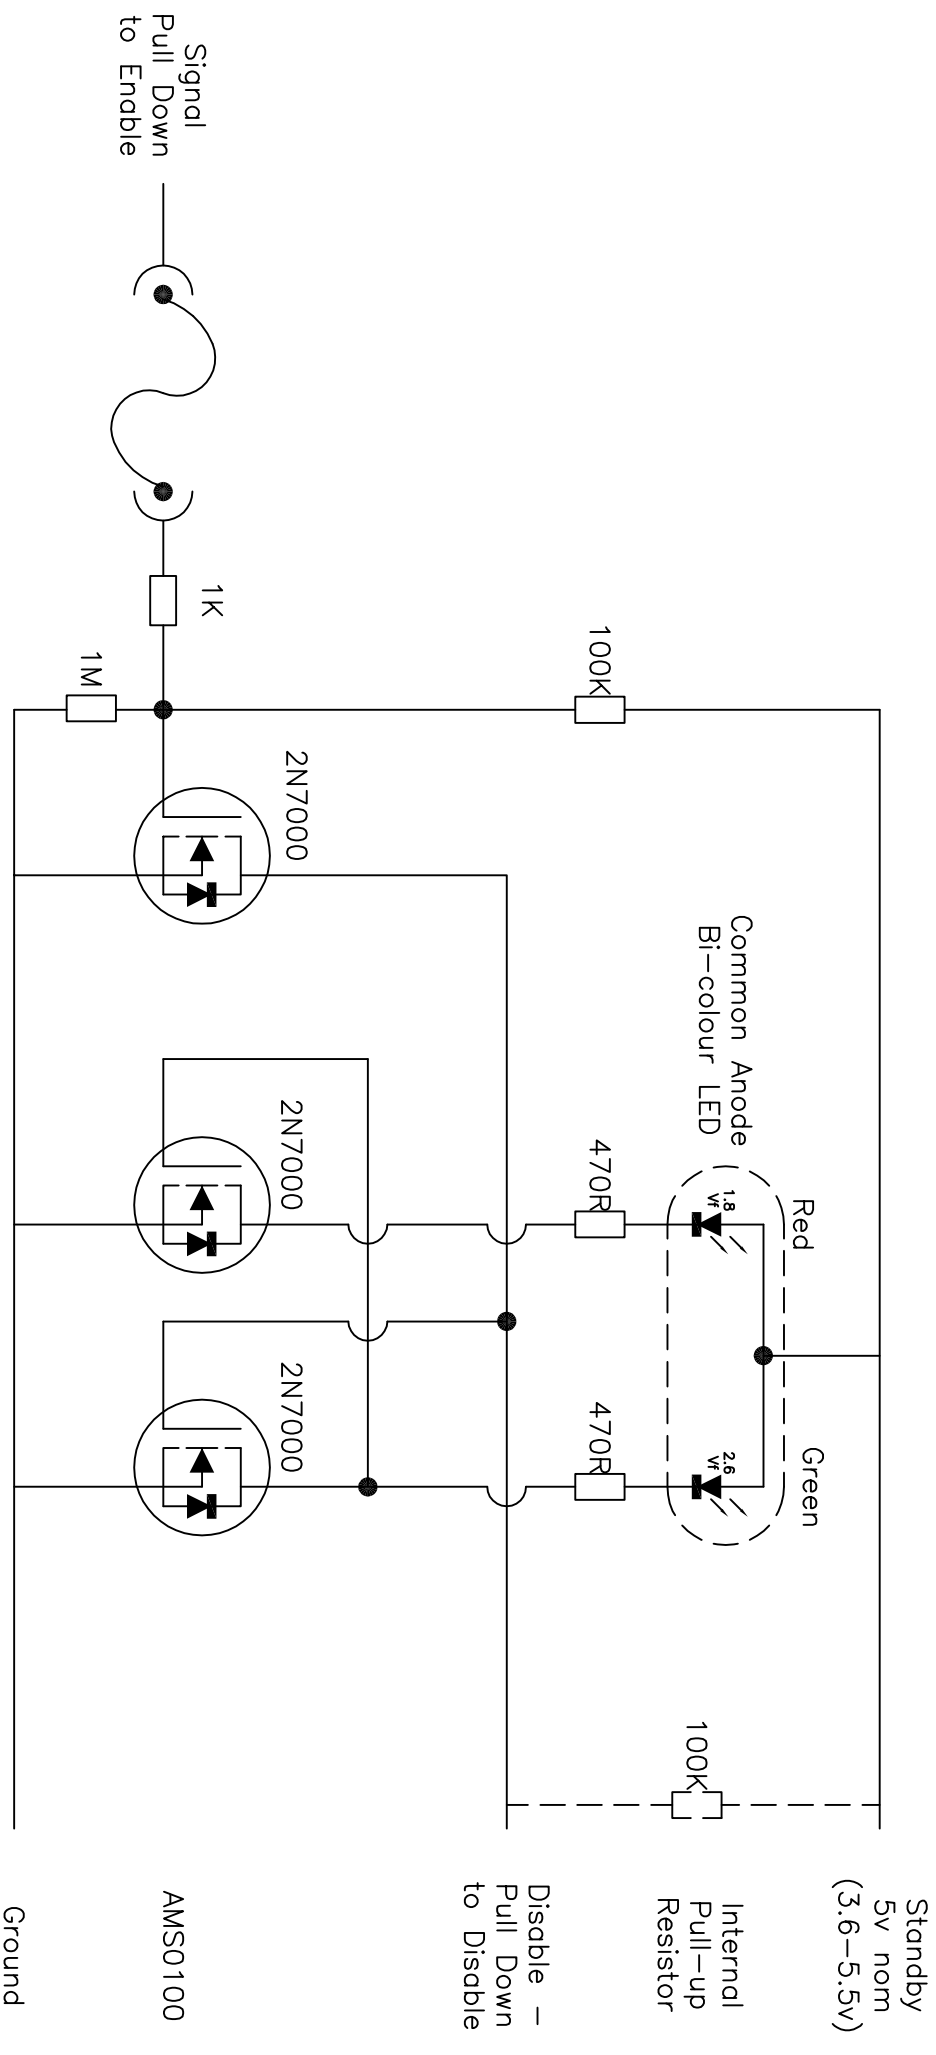 Signal
Pull Down
to Enable
1K
1M
100K
2N7000
Common Anode
Bi-colour LED
2N7000
470R
1.8
Vf
Red
2N7000
470R
2.6
Vf
Green
100K
Standby
5v nom
(3.6-5.5v)
Internal
Pull-up
Resistor
Disable -
Pull Down
to Disable
AMS0100
Ground